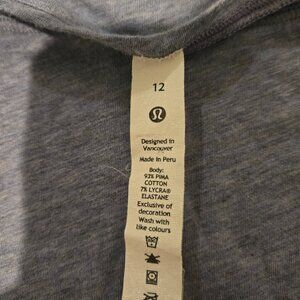 12
Designed in
Vancouver
Made in Peru
Body:
93% PIMA
COTTON
7% LYCRA®
ELASTANE
Exclusive of
decoration
Wash with
like colours